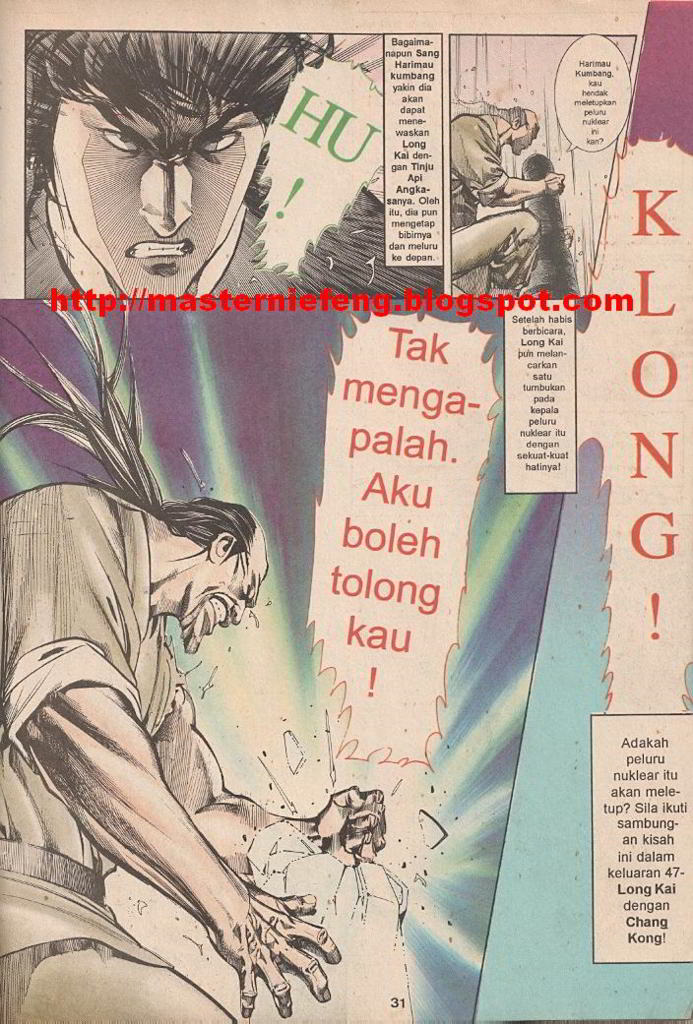 HU
!
Bagaima-
napun Sang
Harimau
kumbang
yakin dia
akan
dapat
mene-
waskan
Long
Kai den-
gan Tinju
Api
Angka-
sanya. Oleh
itu, dia pun
mengetap
bibirnya
dan meluru
ke depan.
Harimau
Kumbang,
kau
hendak
meletupkan
peluru
nuklear
ini
kan?
KLONG!
http://masterniefeng.blogspot.com
Setelah habis
berbicara,
Long Kai
pun melan-
carkan
satu
tumbukan
pada
kepala
peluru
nuklear itu
dengan
sekuat-kuat
hatinya!
Tak
menga-
palah.
Aku
boleh
tolong
kau
!
Adakah
peluru
nuklear itu
akan mele-
tup? Sila ikuti
sambung-
an kisah
ini dalam
keluaran 47-
Long Kai
dengan
Chang
Kong!
31